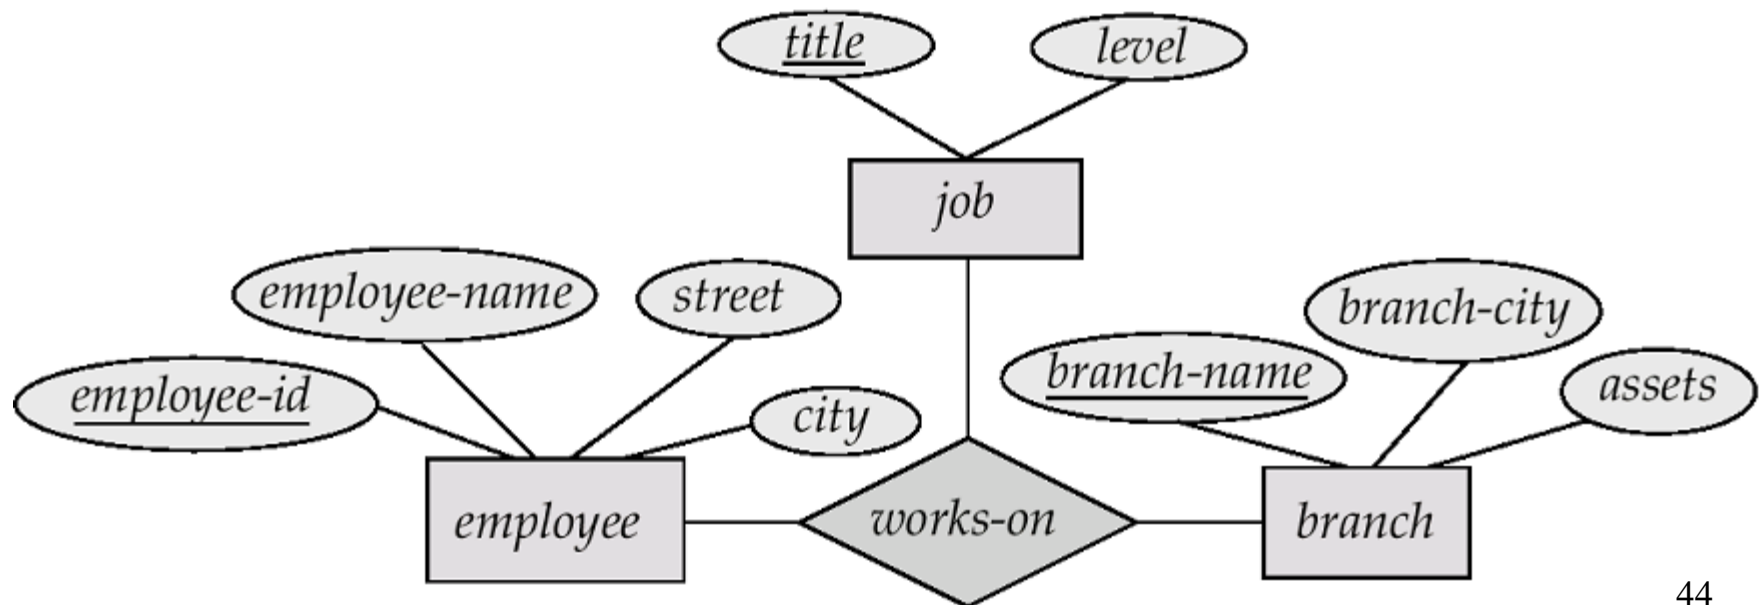 title
level
job
employee-name
street
branch-city
employee-id
city
branch-name
assets
employee
works-on
branch
44